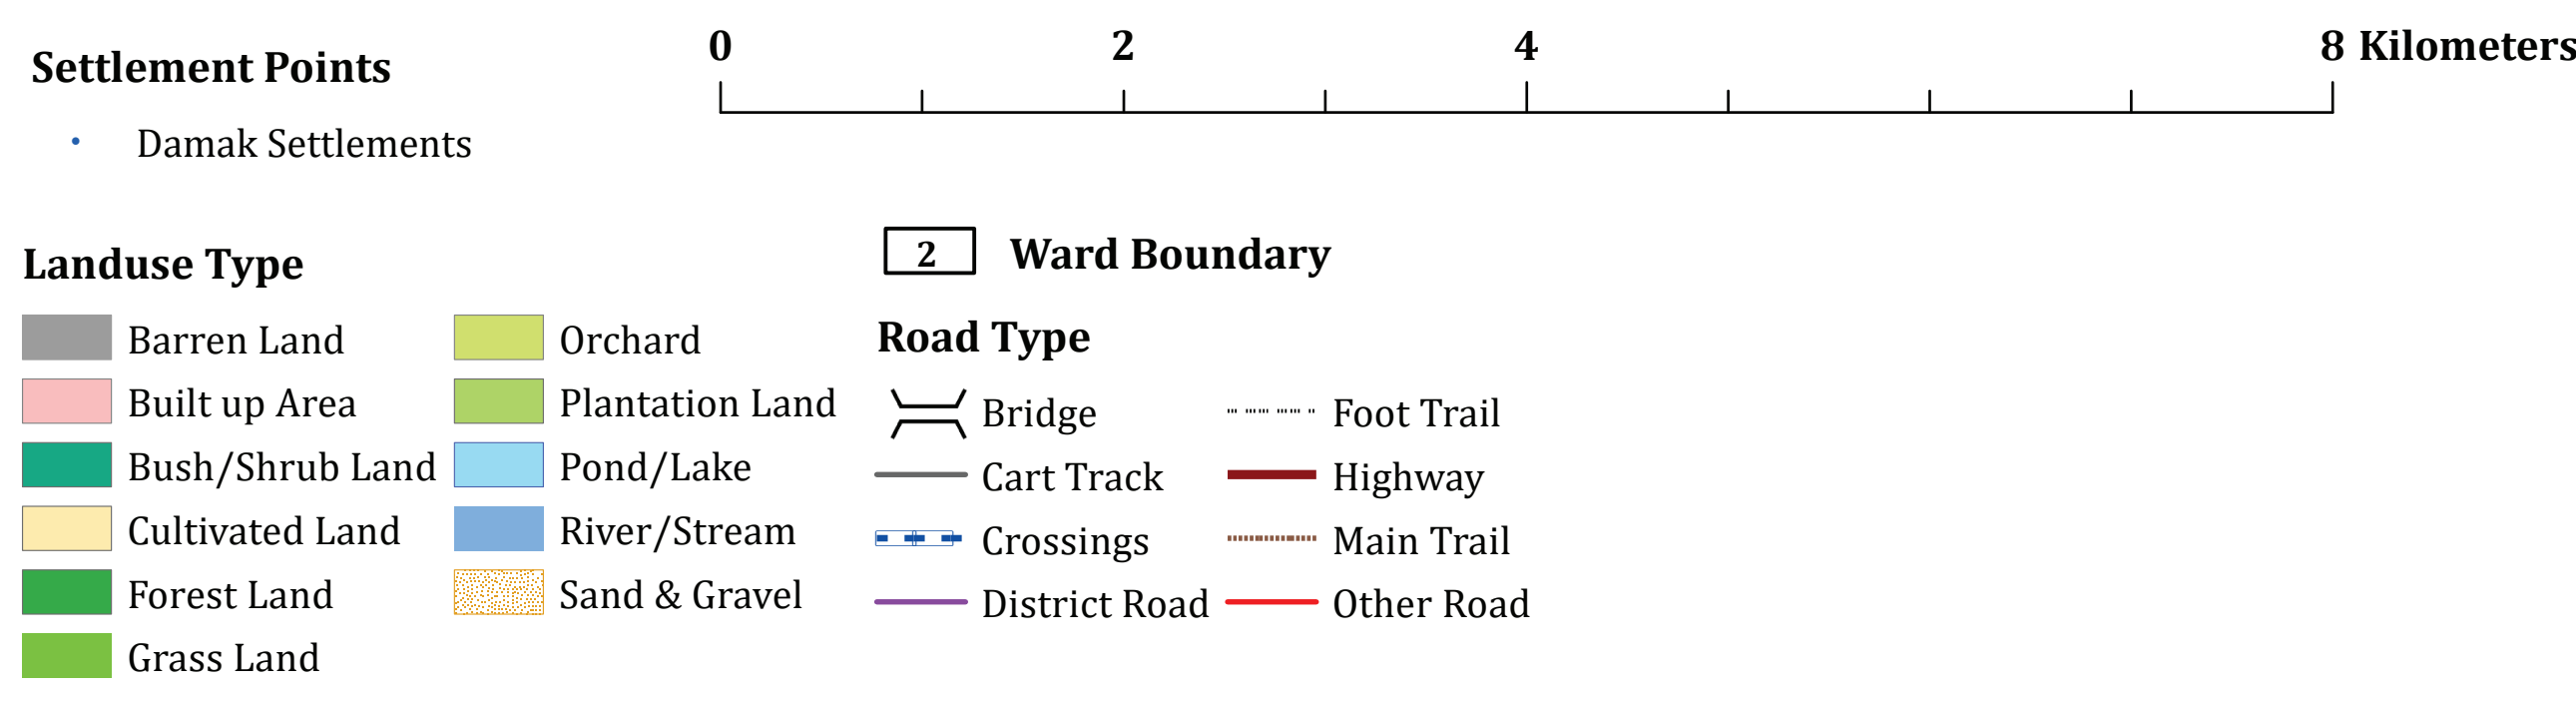 Settlement Points
Damak Settlements
0 2 4 8 Kilometers
Landuse Type
Barren Land
Built up Area
Bush/Shrub Land
Cultivated Land
Forest Land
Grass Land
Orchard
Plantation Land
Pond/Lake
River/Stream
Sand & Gravel
2 Ward Boundary
Road Type
Bridge
Cart Track
Crossings
District Road
Foot Trail
Highway
Main Trail
Other Road